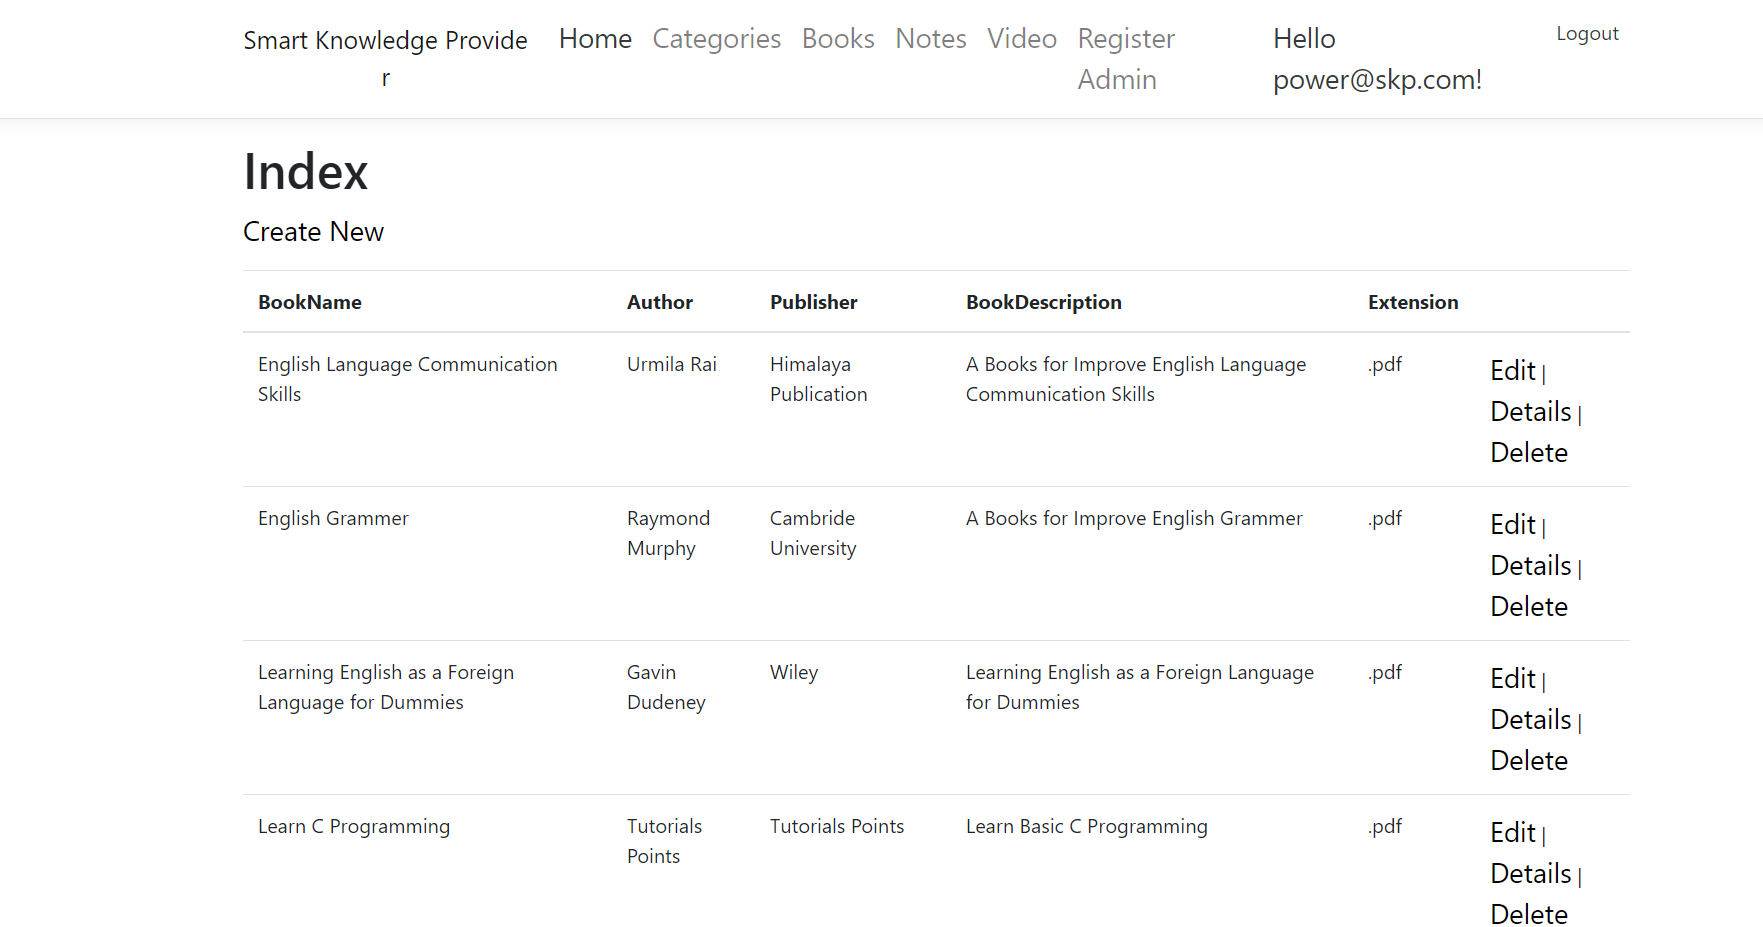 Smart Knowledge Provide
r
Home Categories Books Notes Video Register
Admin
Hello
power@skp.com!
Logout
Index
Create New
BookName Author Publisher BookDescription Extension
English Language Communication
Skills
Urmila Rai
Himalaya
Publication
A Books for Improve English Language
Communication Skills
.pdf
Edit |
Details |
Delete
English Grammer
Raymond
Murphy
Cambride
University
A Books for Improve English Grammer
.pdf
Edit |
Details |
Delete
Learning English as a Foreign
Language for Dummies
Gavin
Dudeney
Wiley
Learning English as a Foreign Language
for Dummies
.pdf
Edit |
Details |
Delete
Learn C Programming
Tutorials
Points
Tutorials Points
Learn Basic C Programming
.pdf
Edit |
Details |
Delete